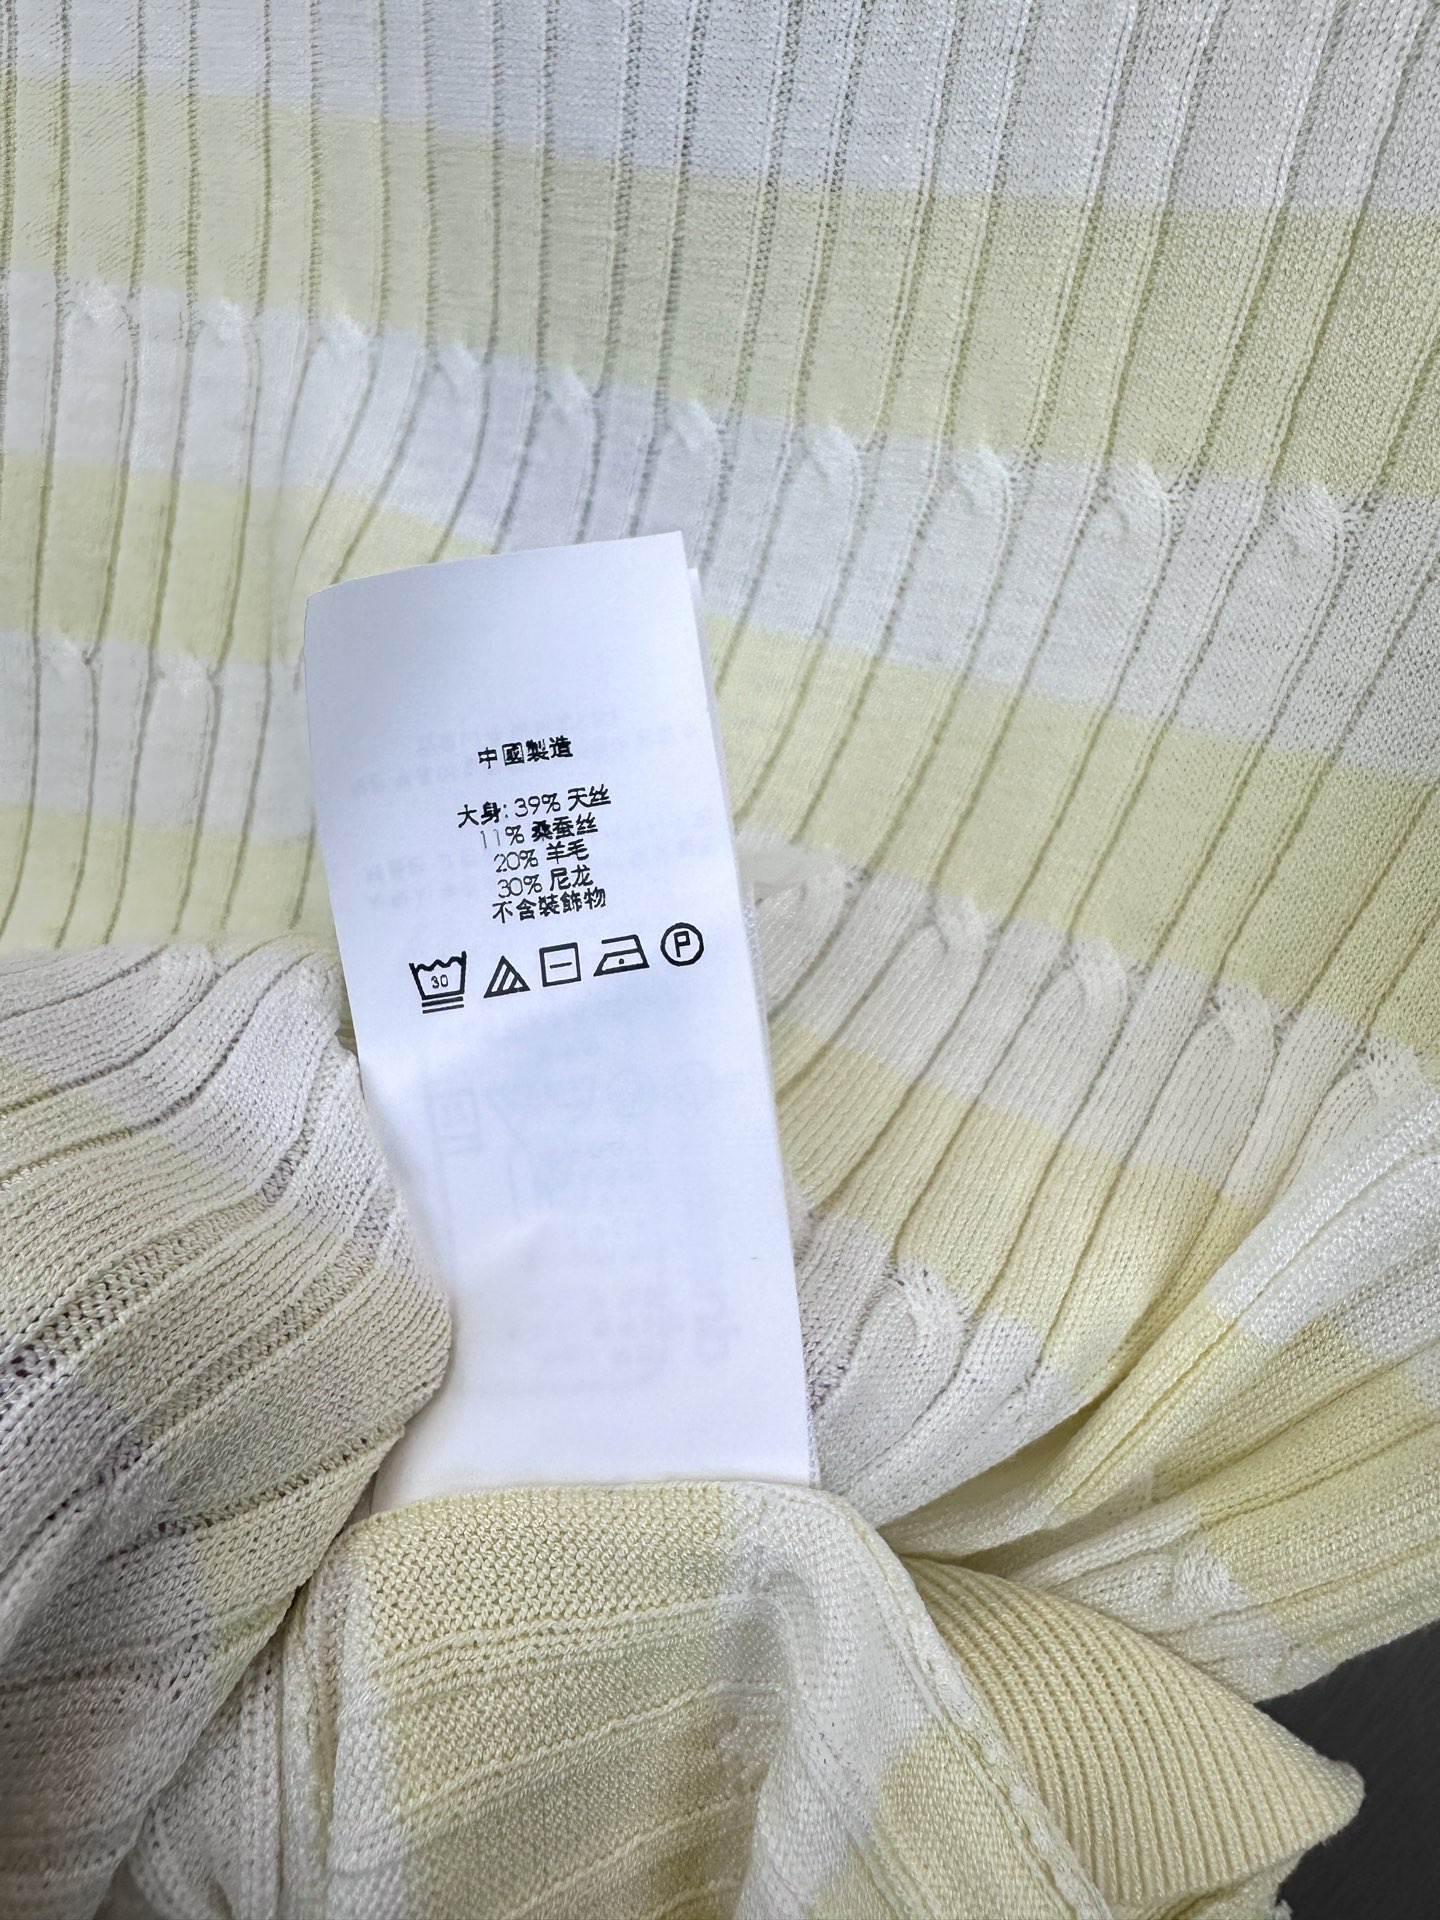 中國製造
大身: 39% 天丝
11% 桑蚕丝
20% 羊毛
30% 尼龙
不含裝飾物
30
P